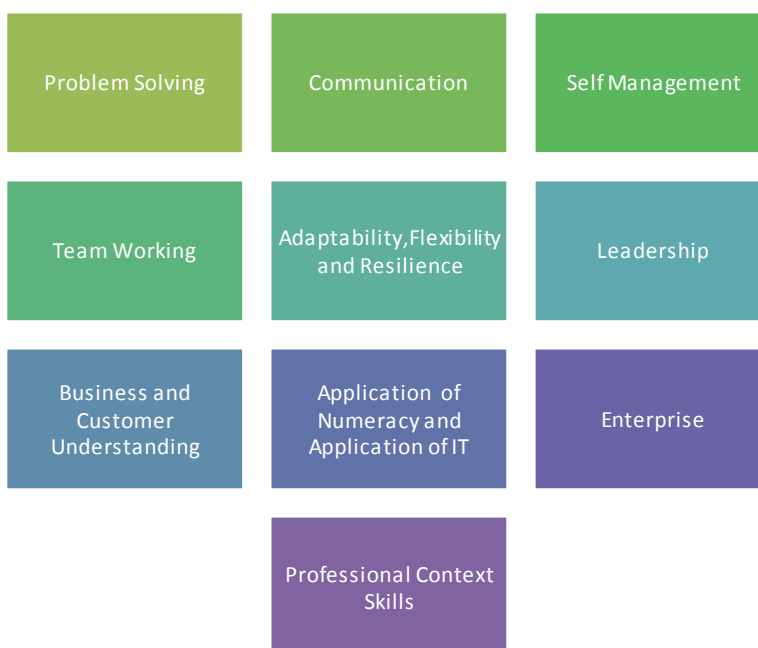 Problem Solving
Communication
Self Management
Team Working
Adaptability,Flexibility
and Resilience
Leadership
Business and
Customer
Understanding
Application of
Numeracy and
Application of IT
Enterprise
Professional Context
Skills